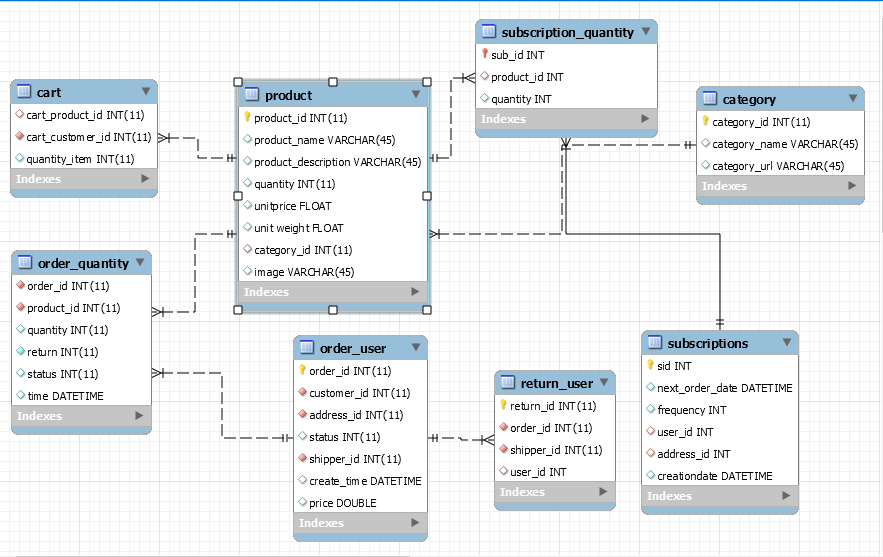 subscription_quantity
sub_id INT
product_id INT
quantity INT
Indexes
cart
cart_product_id INT(11)
cart_customer_id INT(11)
quantity_item INT(11)
Indexes
product
product_id INT(11)
product_name VARCHAR(45)
product_description VARCHAR(45)
quantity INT(11)
unitprice FLOAT
unit weight FLOAT
category_id INT(11)
image VARCHAR(45)
Indexes
category
category_id INT(11)
category_name VARCHAR(45)
category_url VARCHAR(45)
Indexes
order_quantity
order_id INT(11)
product_id INT(11)
quantity INT(11)
return INT(11)
status INT(11)
time DATETIME
Indexes
order_user
order_id INT(11)
customer_id INT(11)
address_id INT(11)
status INT(11)
shipper_id INT(11)
create_time DATETIME
price DOUBLE
Indexes
return_user
return_id INT(11)
order_id INT(11)
shipper_id INT(11)
user_id INT
Indexes
subscriptions
sid INT
next_order_date DATETIME
frequency INT
user_id INT
address_id INT
creationdate DATETIME
Indexes